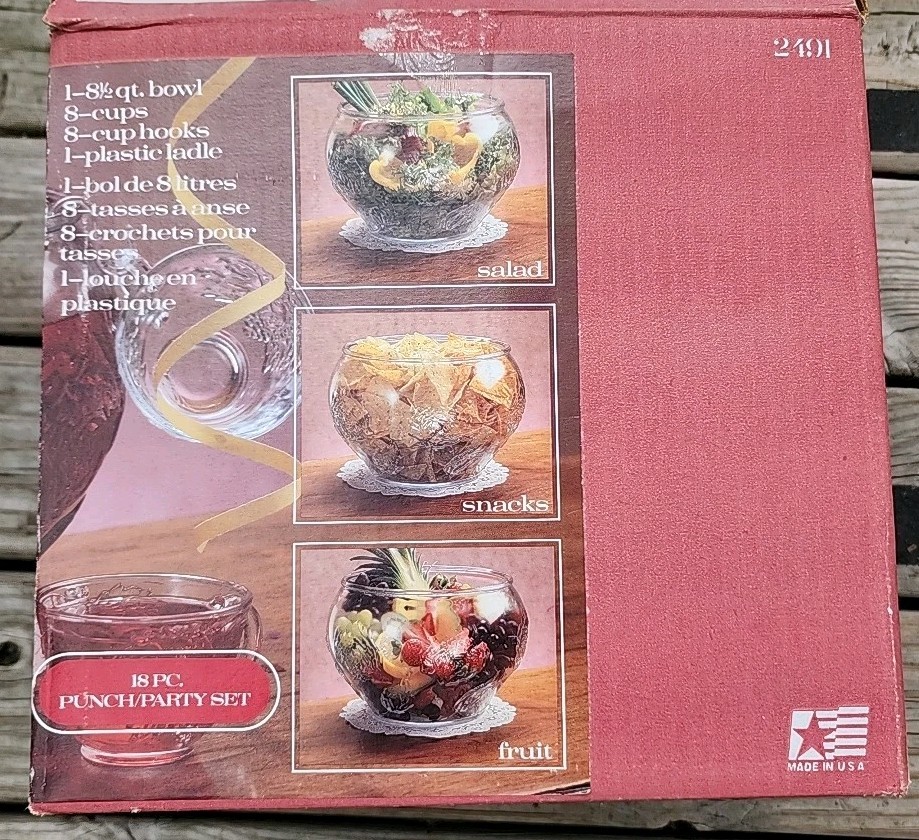 2491
1-8½ qt. bowl
8-cups
8-cup hooks
1-plastic ladle
1-bol de 8 litres
8-tasses a anse
8-crochets pour
tasses
1-louche en
plastique
salad
snacks
fruit
18 PC.
PUNCH/PARTY SET
MADE IN USA